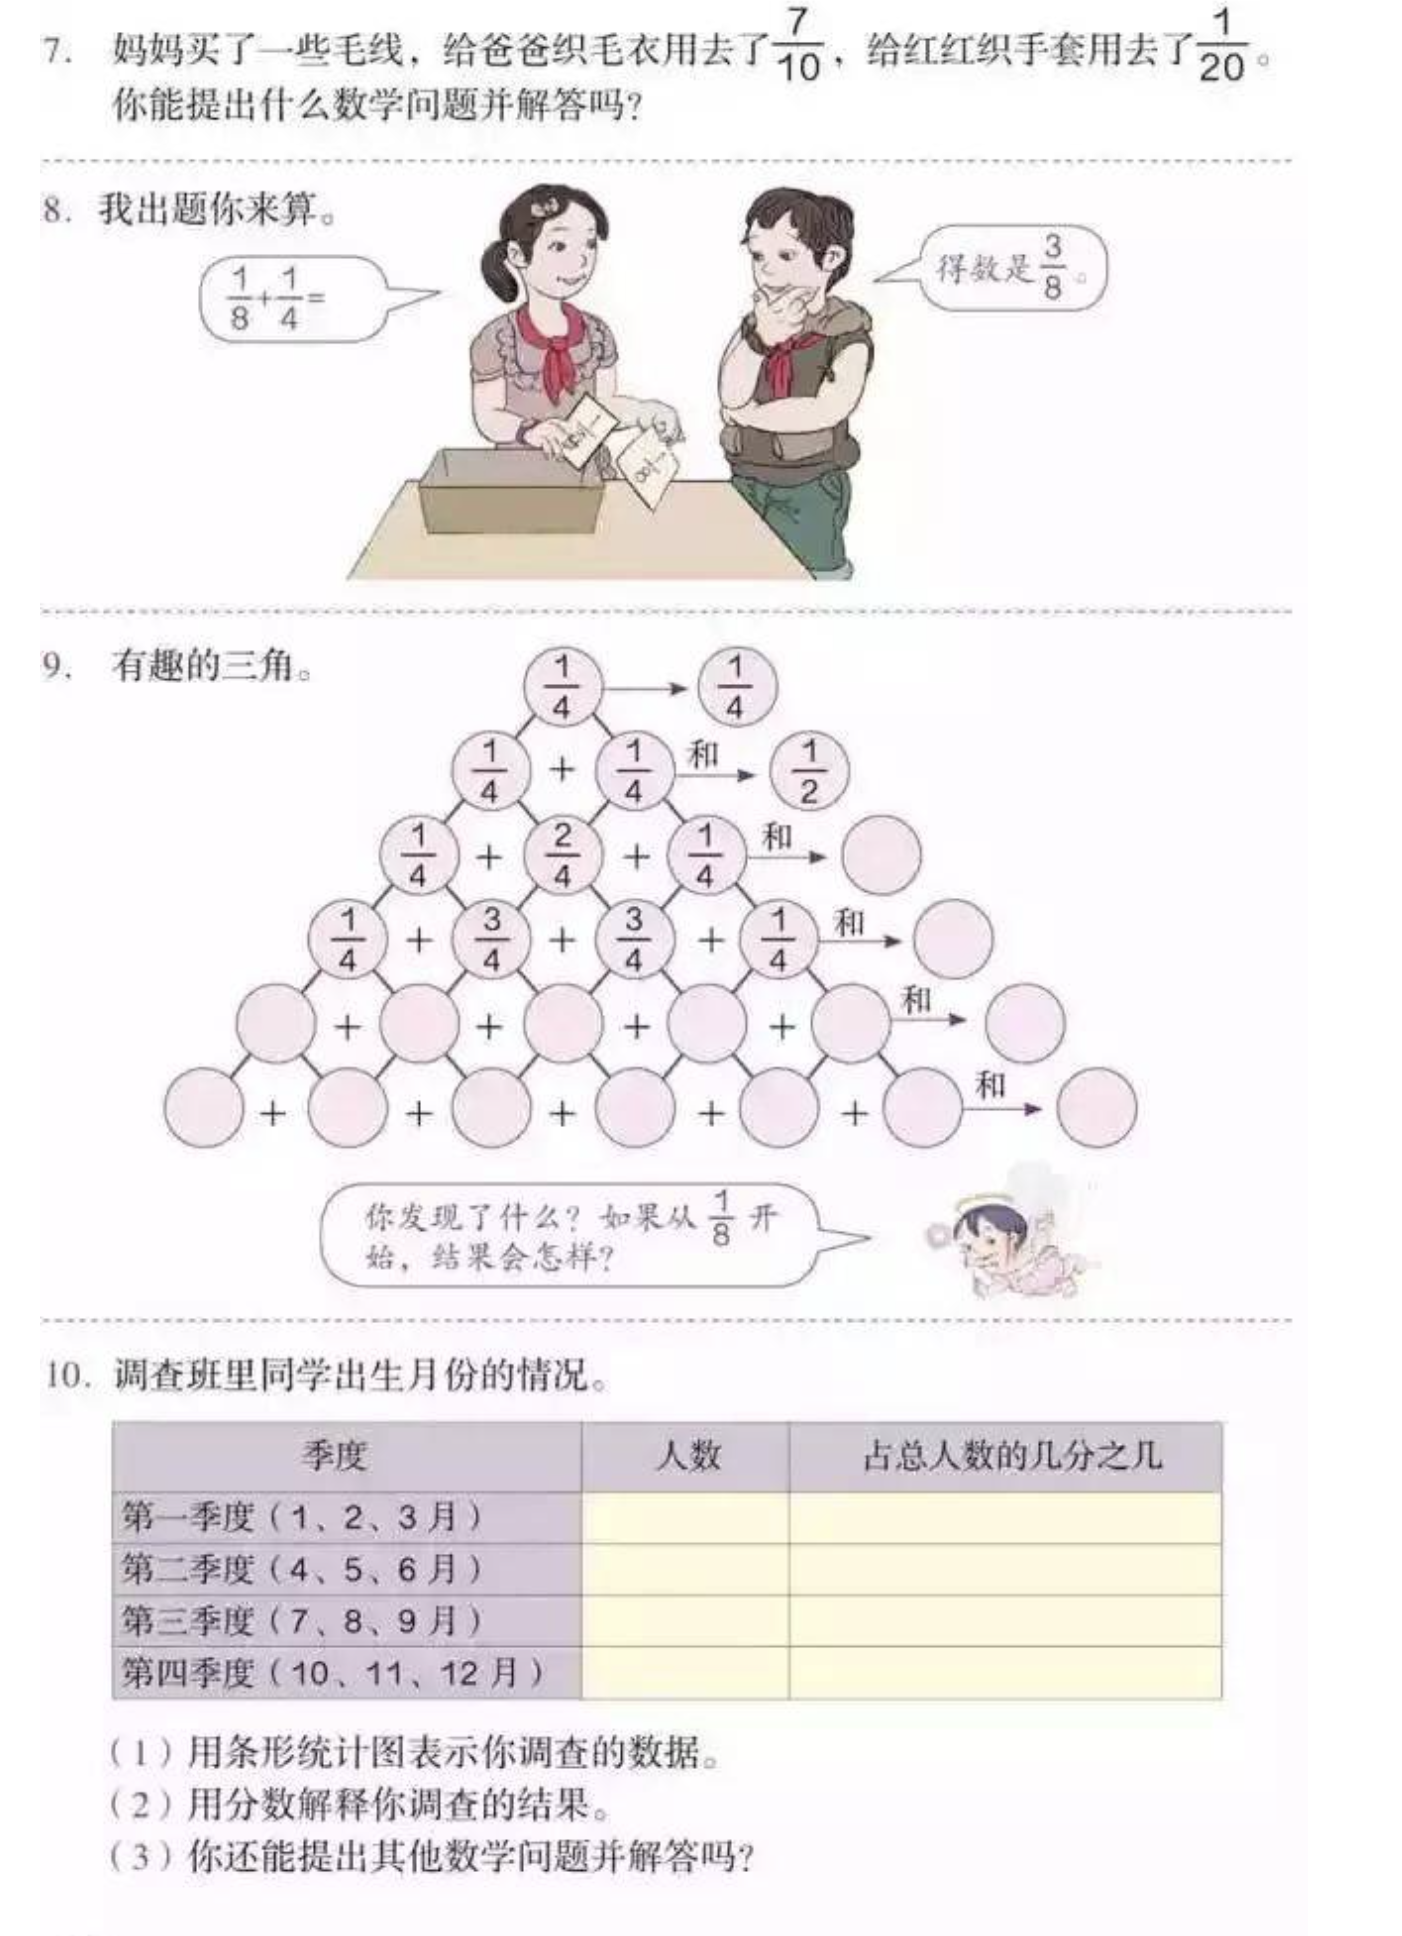 7. 妈妈买了一些毛线，给爸爸织毛衣用去了7/10，给红红织手套用去了1/20。
你能提出什么数学问题并解答吗？
8. 我出题你来算。
1/8+1/4=
得数是3/8。
1/4
1/8
9. 有趣的三角。
1/4 → 1/4
1/4 + 1/4 和 → 1/2
1/4 + 2/4 + 1/4 和 →
1/4 + 3/4 + 3/4 + 1/4 和 →
+ + + + 和 →
+ + + + + 和 →
你发现了什么？如果从1/8开
始，结果会怎样？
10. 调查班里同学出生月份的情况。
季度 人数 占总人数的几分之几
第一季度（1、2、3月）
第二季度（4、5、6月）
第三季度（7、8、9月）
第四季度（10、11、12月）
（1）用条形统计图表示你调查的数据。
（2）用分数解释你调查的结果。
（3）你还能提出其他数学问题并解答吗？